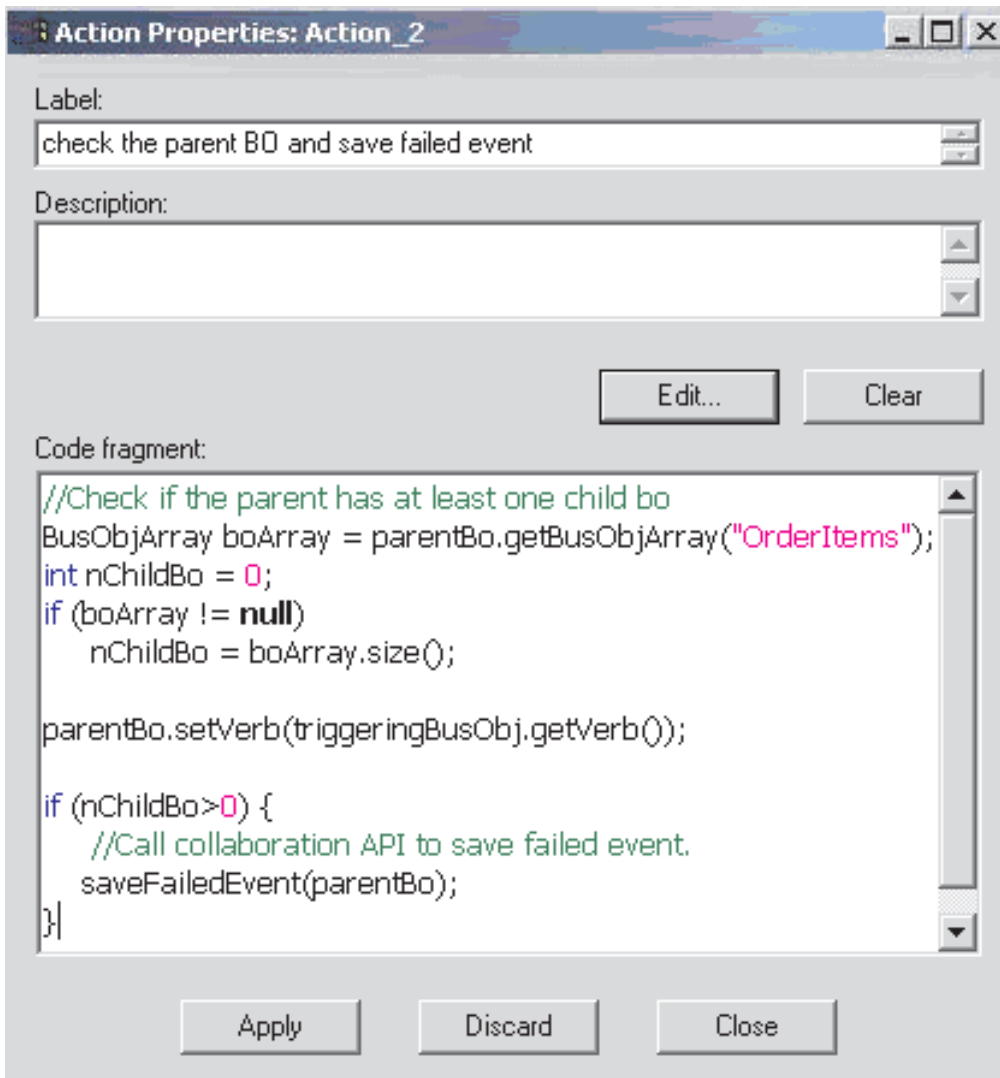 Action Properties: Action_2
Label:
check the parent BO and save failed event
Description:
Edit... Clear
Code fragment:
//Check if the parent has at least one child bo
BusObjArray boArray = parentBo.getBusObjArray("OrderItems");
int nChildBo = 0;
if (boArray != null)
nChildBo = boArray.size();
parentBo.setVerb(triggeringBusObj.getVerb());
if (nChildBo>0) {
//Call collaboration API to save failed event.
saveFailedEvent(parentBo);
}
Apply Discard Close